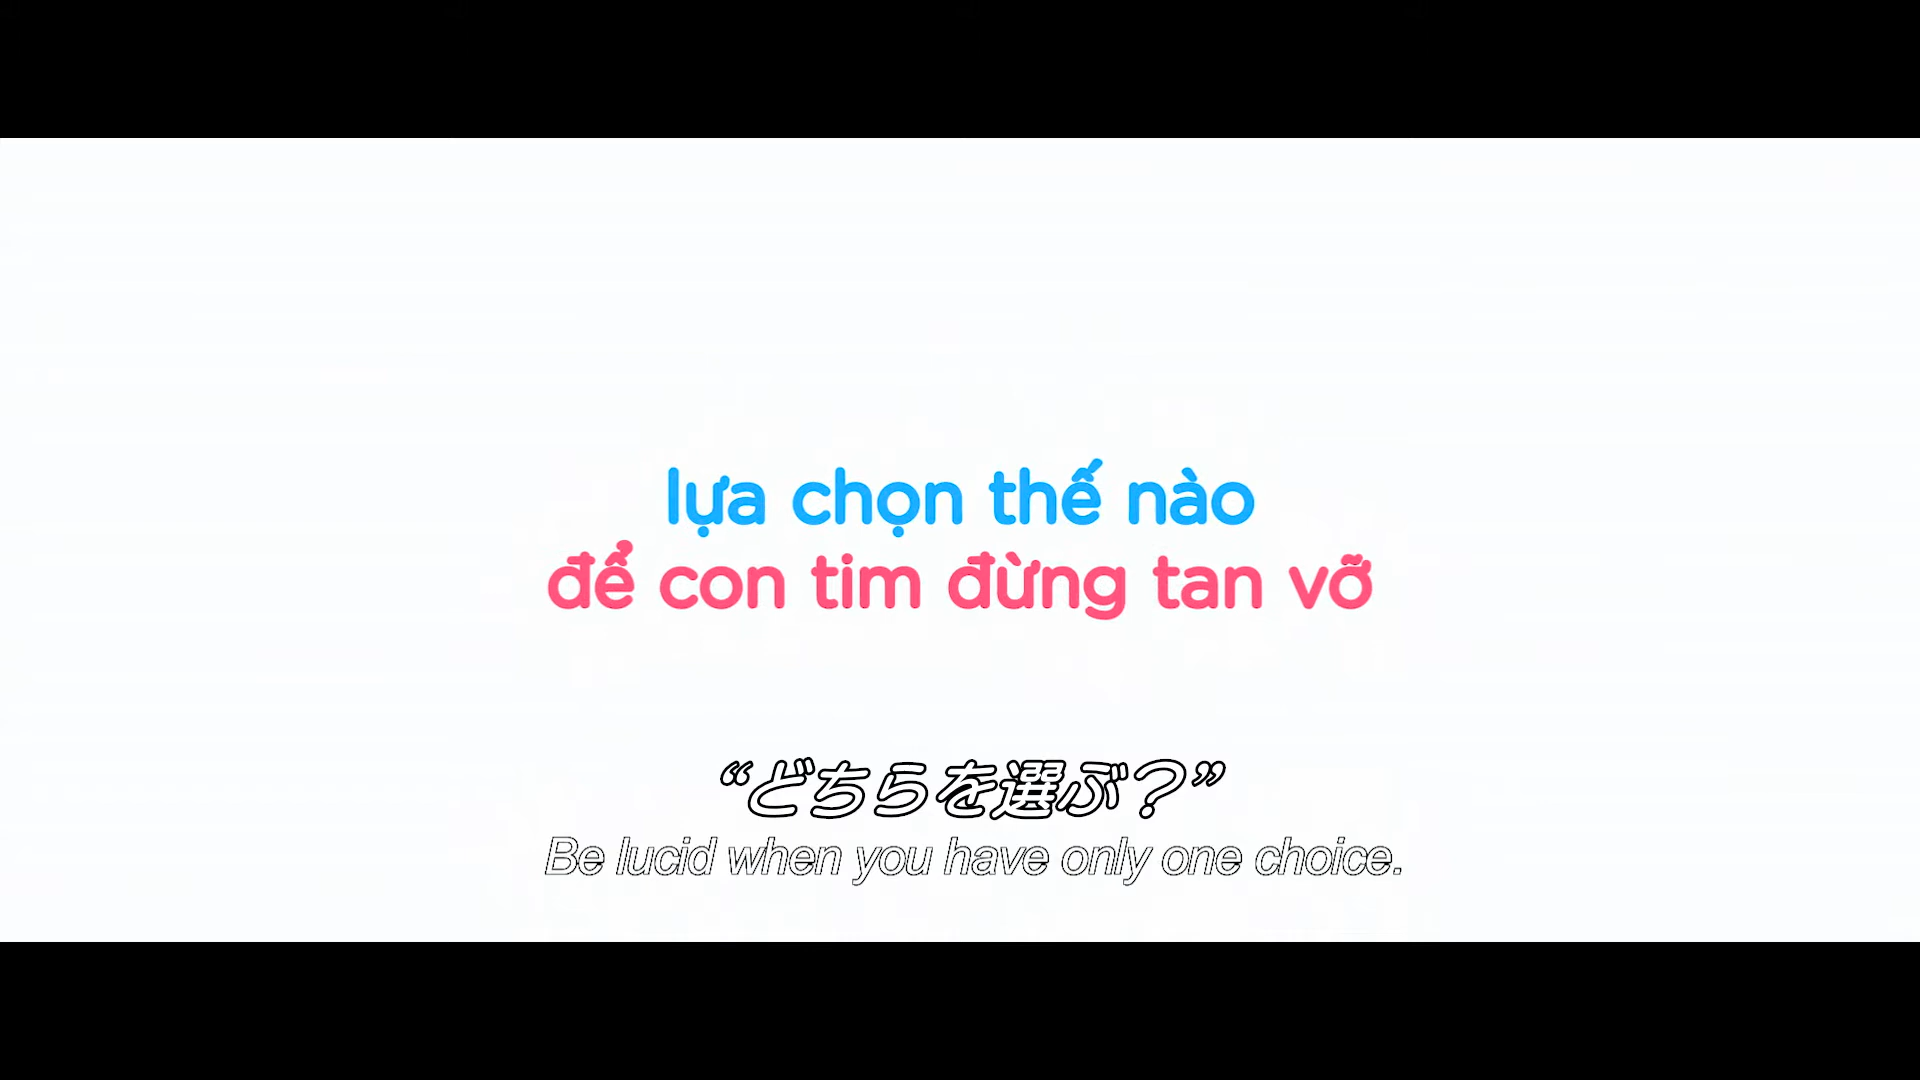 lựa chọn thế nào
để con tim đừng tan vỡ
“どちらを選ぶ？”
Be lucid when you have only one choice.